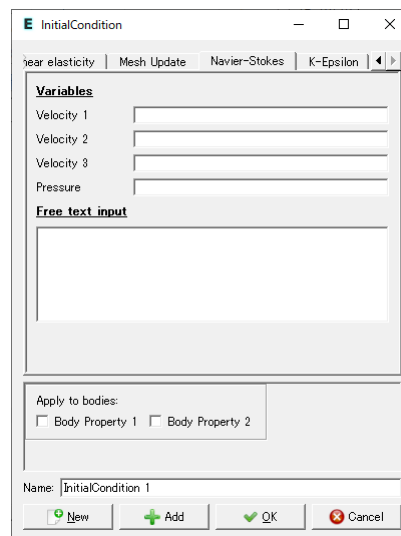 E InitialCondition
near elasticity Mesh Update Navier-Stokes K-Epsilon
Variables
Velocity 1
Velocity 2
Velocity 3
Pressure
Free text input
Apply to bodies:
Body Property 1 Body Property 2
Name: InitialCondition 1
New Add OK Cancel